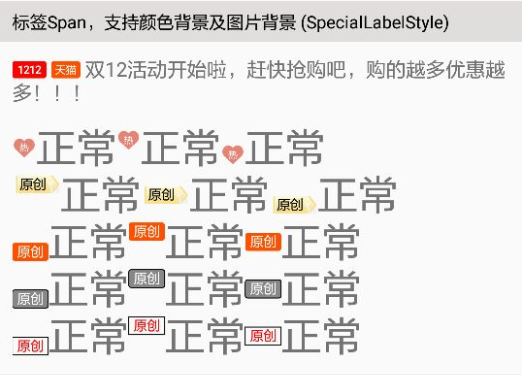 标签Span，支持颜色背景及图片背景 (SpecialLabelStyle)
1212 天猫 双12活动开始啦，赶快抢购吧，购的越多优惠越
多！！！
热 正常 热 正常 热 正常
原创 正常 原创 正常 原创 正常
原创 正常 原创 正常 原创 正常
原创 正常 原创 正常 原创 正常
原创 正常 原创 正常 原创 正常